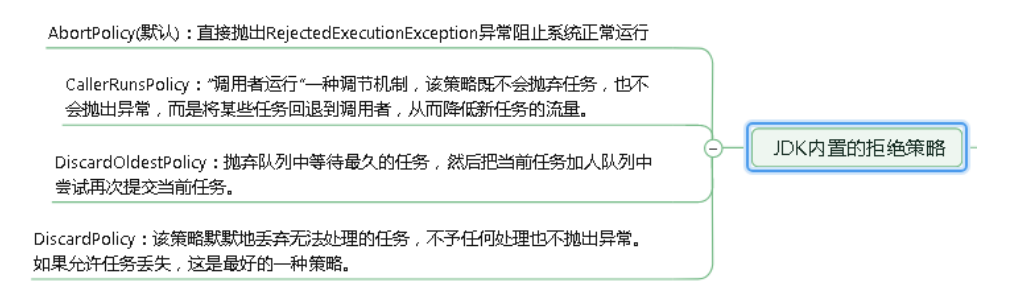 AbortPolicy(默认)：直接抛出RejectedExecutionException异常阻止系统正常运行
CallerRunsPolicy："调用者运行"一种调节机制，该策略既不会抛弃任务，也不
会抛出异常，而是将某些任务回退到调用者，从而降低新任务的流量。
JDK内置的拒绝策略
DiscardOldestPolicy：抛弃队列中等待最久的任务，然后把当前任务加人队列中
尝试再次提交当前任务。
DiscardPolicy：该策略默默地丢弃无法处理的任务，不予任何处理也不抛出异常。
如果允许任务丢失，这是最好的一种策略。